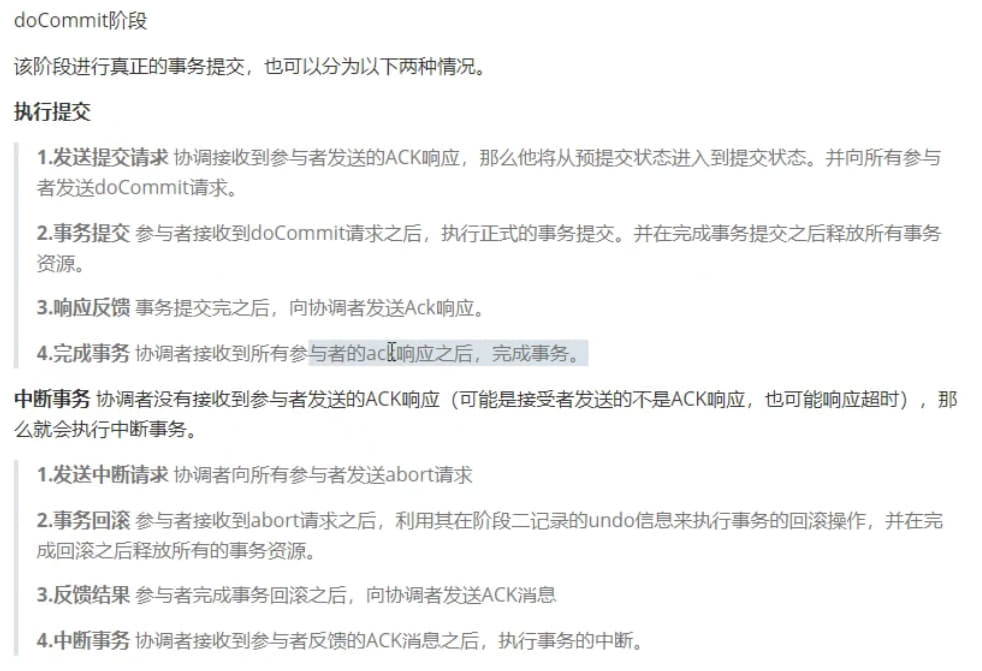 doCommit阶段
该阶段进行真正的事务提交，也可以分为以下两种情况。
执行提交
1.发送提交请求 协调接收到参与者发送的ACK响应，那么他将从预提交状态进入到提交状态。并向所有参与
者发送doCommit请求。
2.事务提交 参与者接收到doCommit请求之后，执行正式的事务提交。并在完成事务提交之后释放所有事务
资源。
3.响应反馈 事务提交完之后，向协调者发送Ack响应。
4.完成事务 协调者接收到所有参与者的ack响应之后，完成事务。
中断事务 协调者没有接收到参与者发送的ACK响应（可能是接受者发送的不是ACK响应，也可能响应超时），那
么就会执行中断事务。
1.发送中断请求 协调者向所有参与者发送abort请求
2.事务回滚 参与者接收到abort请求之后，利用其在阶段二记录的undo信息来执行事务的回滚操作，并在完
成回滚之后释放所有的事务资源。
3.反馈结果 参与者完成事务回滚之后，向协调者发送ACK消息
4.中断事务 协调者接收到参与者反馈的ACK消息之后，执行事务的中断。